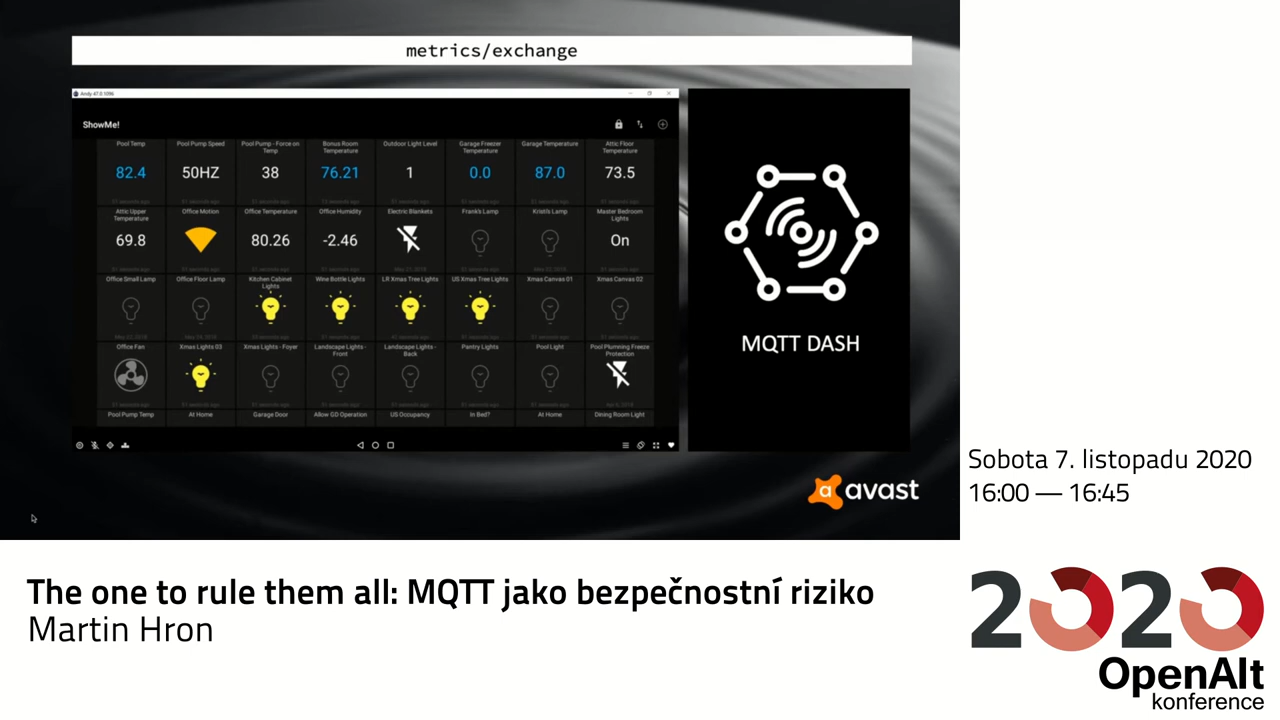 metrics/exchange
Andy 47.0.1096
ShowMe!
Pool Temp
82.4
Pool Pump Speed
50HZ
Pool Pump - Force on Temp
38
Bonus Room Temperature
76.21
Outdoor Light Level
1
Garage Freezer Temperature
0.0
Garage Temperature
87.0
Attic Floor Temperature
73.5
Attic Upper Temperature
69.8
Office Motion
Office Temperature
80.26
Office Humidity
-2.46
Electric Blankets
Frank's Lamp
Kristi's Lamp
Master Bedroom Lights
On
Office Small Lamp
Office Floor Lamp
Kitchen Cabinet Lights
Wine Bottle Lights
LR Xmas Tree Lights
US Xmas Tree Lights
Xmas Canvas 01
Xmas Canvas 02
Office Fan
Xmas Lights 03
Xmas Lights - Foyer
Landscape Lights - Front
Landscape Lights - Back
Pantry Lights
Pool Light
Pool Plumning Freeze Protection
Pool Pump Temp
At Home
Garage Door
Allow GD Operation
US Occupancy
In Bed?
At Home
Dining Room Light
MQTT DASH
avast
Sobota 7. listopadu 2020
16:00 — 16:45
The one to rule them all: MQTT jako bezpečnostní riziko
Martin Hron
2020
OpenAlt
konference